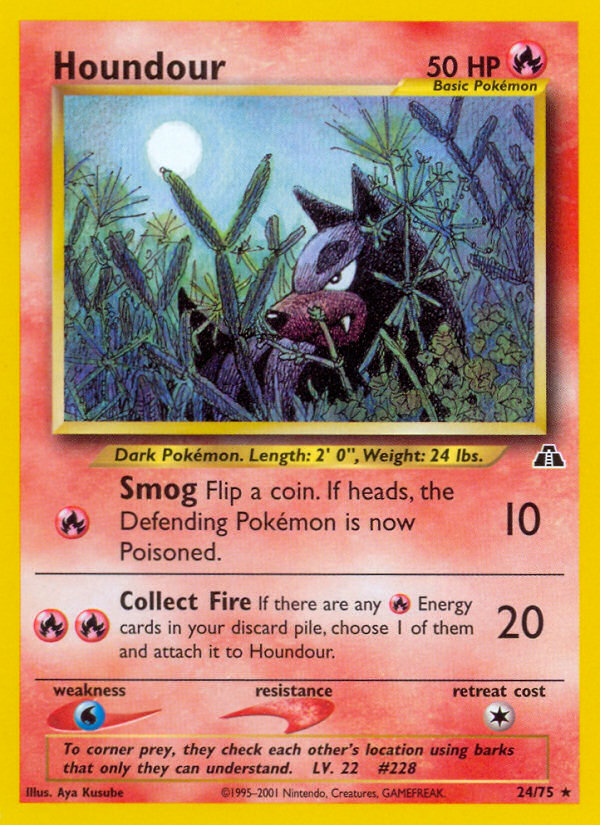 Houndour
50 HP
Basic Pokémon
Dark Pokémon. Length: 2' 0", Weight: 24 lbs.
Smog Flip a coin. If heads, the
Defending Pokémon is now
Poisoned.
10
Collect Fire If there are any Energy
cards in your discard pile, choose 1 of them
and attach it to Houndour.
20
weakness
resistance
retreat cost
To corner prey, they check each other's location using barks
that only they can understand. LV. 22 #228
Illus. Aya Kusube
©1995-2001 Nintendo, Creatures, GAMEFREAK.
24/75 ★